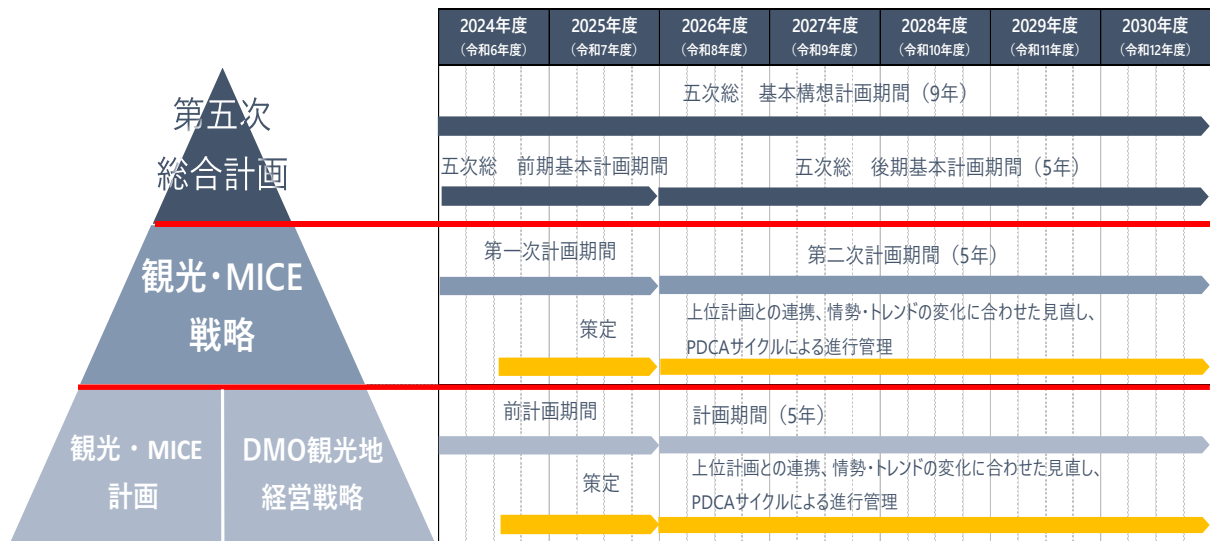 2024年度
(令和6年度)
2025年度
(令和7年度)
2026年度
(令和8年度)
2027年度
(令和9年度)
2028年度
(令和10年度)
2029年度
(令和11年度)
2030年度
(令和12年度)
第五次
総合計画
五次総　基本構想計画期間（9年）
五次総　前期基本計画期間
五次総　後期基本計画期間（5年）
観光・MICE
戦略
第一次計画期間
第二次計画期間（5年）
策定
上位計画との連携、情勢・トレンドの変化に合わせた見直し、
PDCAサイクルによる進行管理
観光・MICE
計画
DMO観光地
経営戦略
前計画期間
計画期間（5年）
策定
上位計画との連携、情勢・トレンドの変化に合わせた見直し、
PDCAサイクルによる進行管理